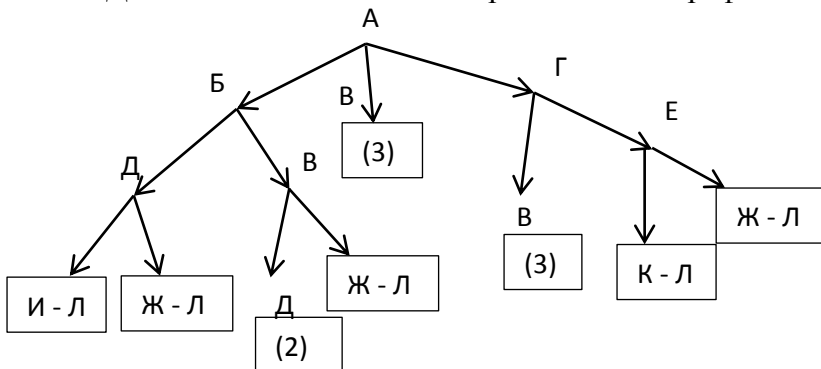 А
Б
В
(3)
Г
Е
Д
В
В
(3)
Ж - Л
К - Л
И - Л
Ж - Л
Д
(2)
Ж - Л